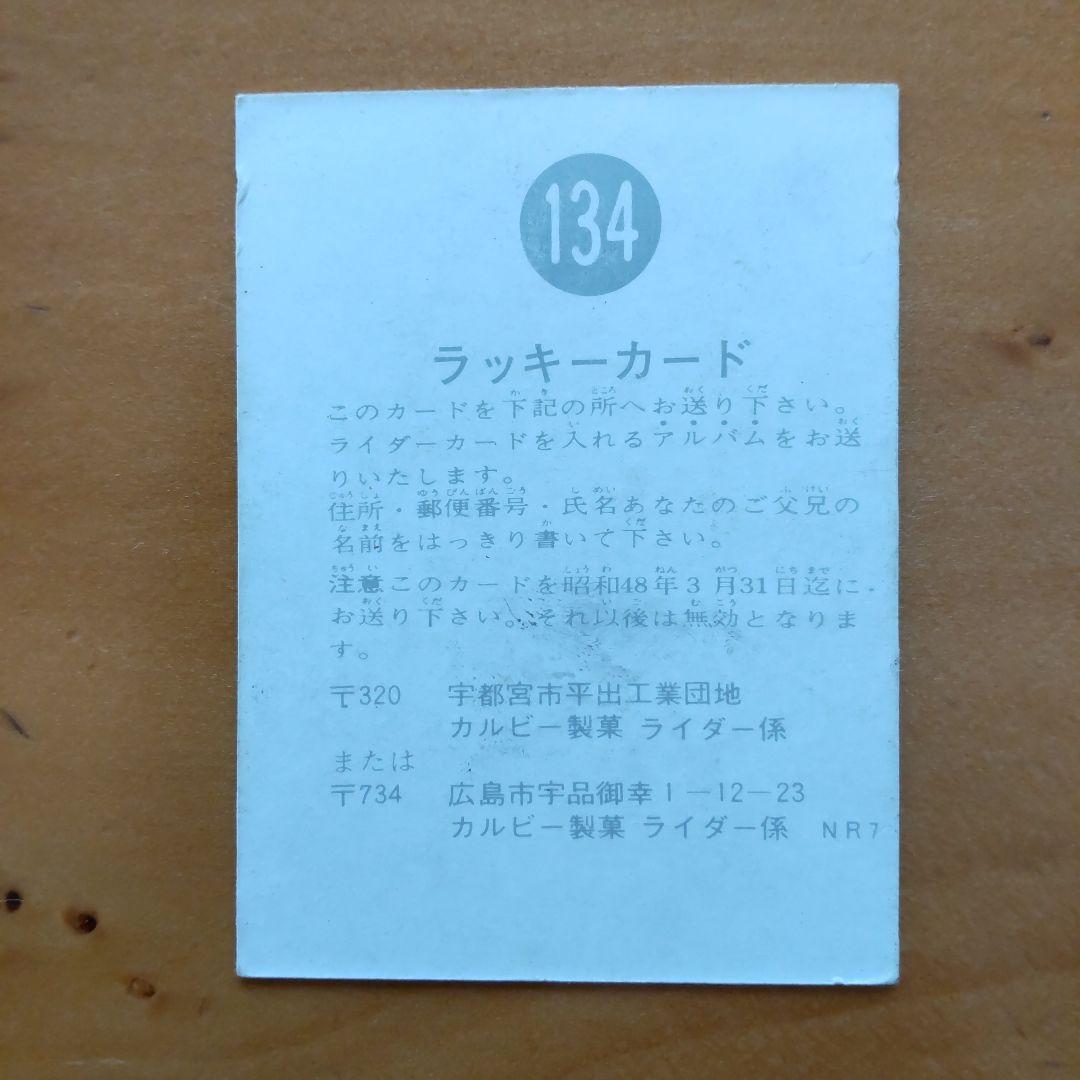 134
ラッキーカード
このカードを下記の所へお送り下さい。
ライダーカードを入れるアルバムをお送
りいたします。
住所・郵便番号・氏名あなたのご父兄の
名前をはっきり書いて下さい。
注意このカードを昭和48年3月31日迄に
お送り下さい。それ以後は無効となりま
す。
〒320 宇都宮市平出工業団地
カルビー製菓 ライダー係
または
〒734 広島市宇品御幸1-12-23
カルビー製菓 ライダー係 NR7